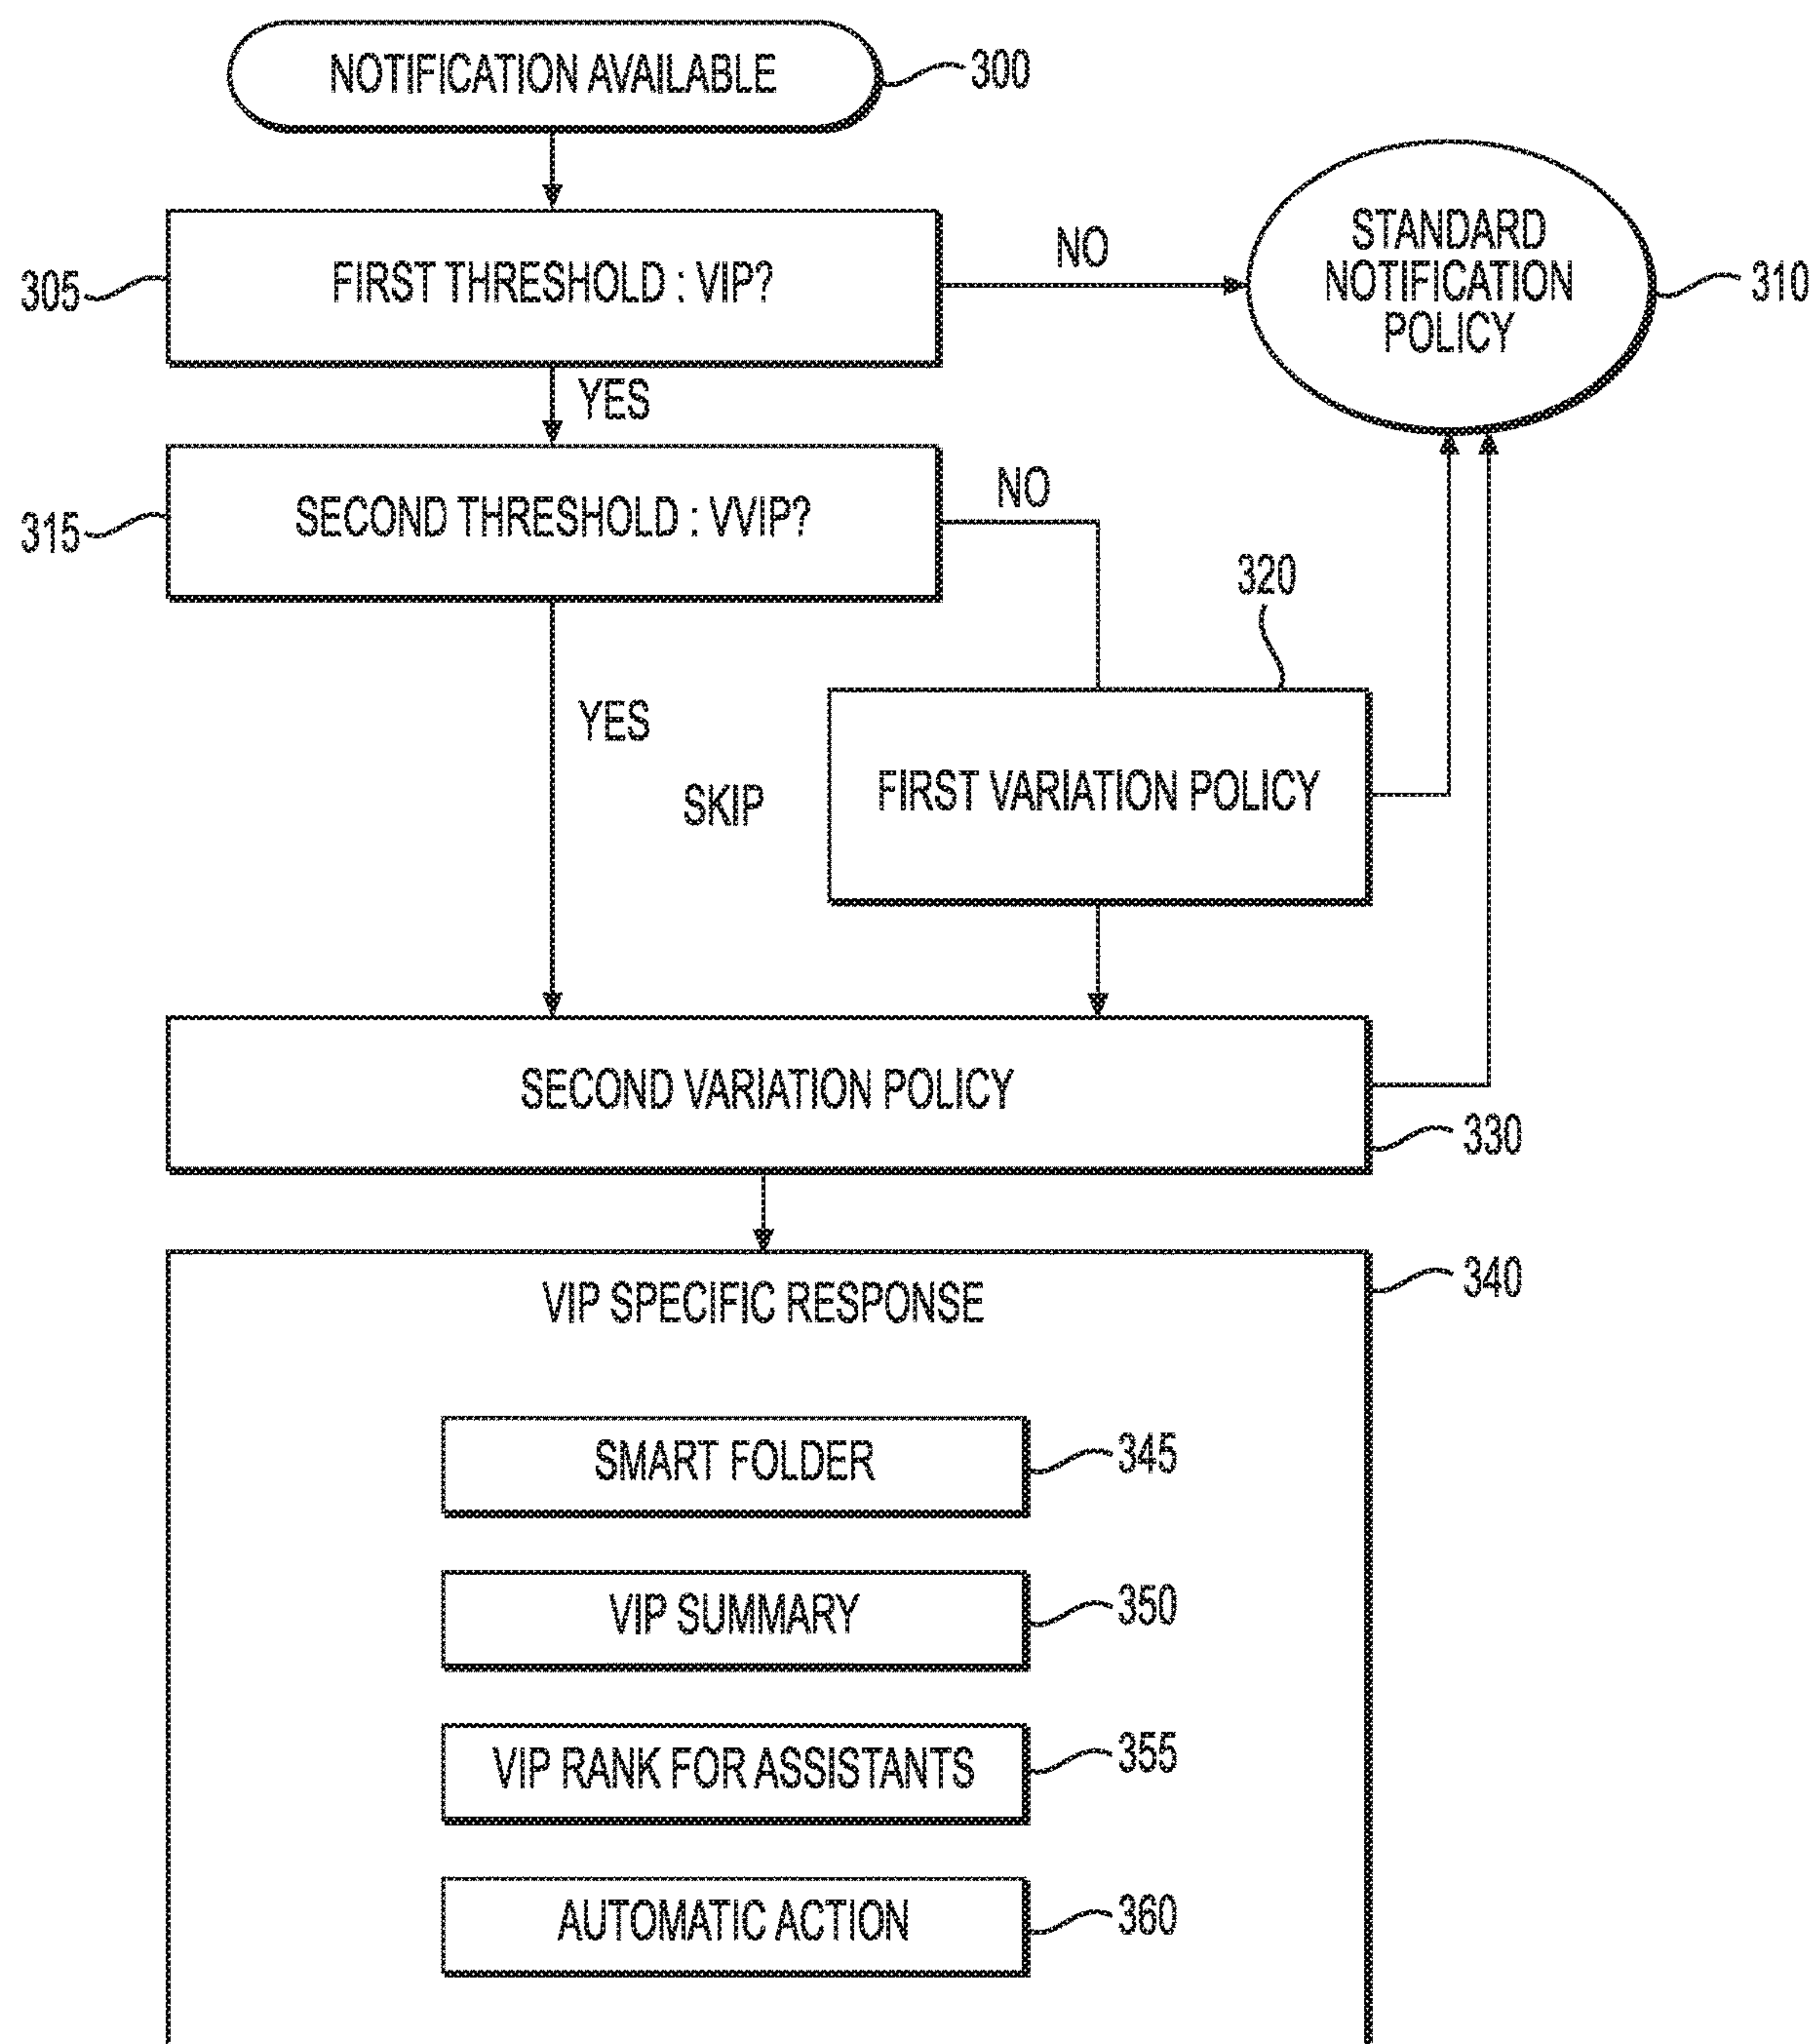 NOTIFICATION AVAILABLE
300
305
FIRST THRESHOLD : VIP?
NO
STANDARD
NOTIFICATION
POLICY
310
YES
315
SECOND THRESHOLD : VVIP?
NO
320
YES
SKIP
FIRST VARIATION POLICY
SECOND VARIATION POLICY
330
VIP SPECIFIC RESPONSE
340
SMART FOLDER
345
VIP SUMMARY
350
VIP RANK FOR ASSISTANTS
355
AUTOMATIC ACTION
360